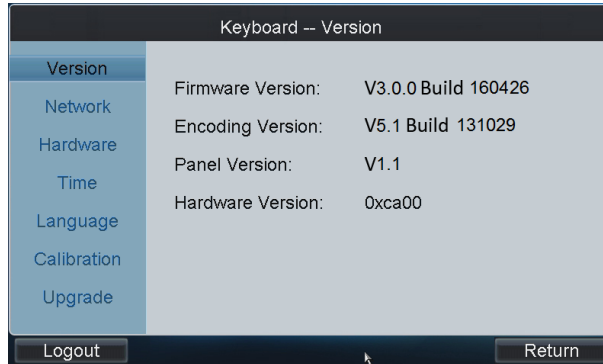 Keyboard -- Version
Version
Network
Hardware
Time
Language
Calibration
Upgrade
Firmware Version: V3.0.0 Build 160426
Encoding Version: V5.1 Build 131029
Panel Version: V1.1
Hardware Version: 0xca00
Logout
Return